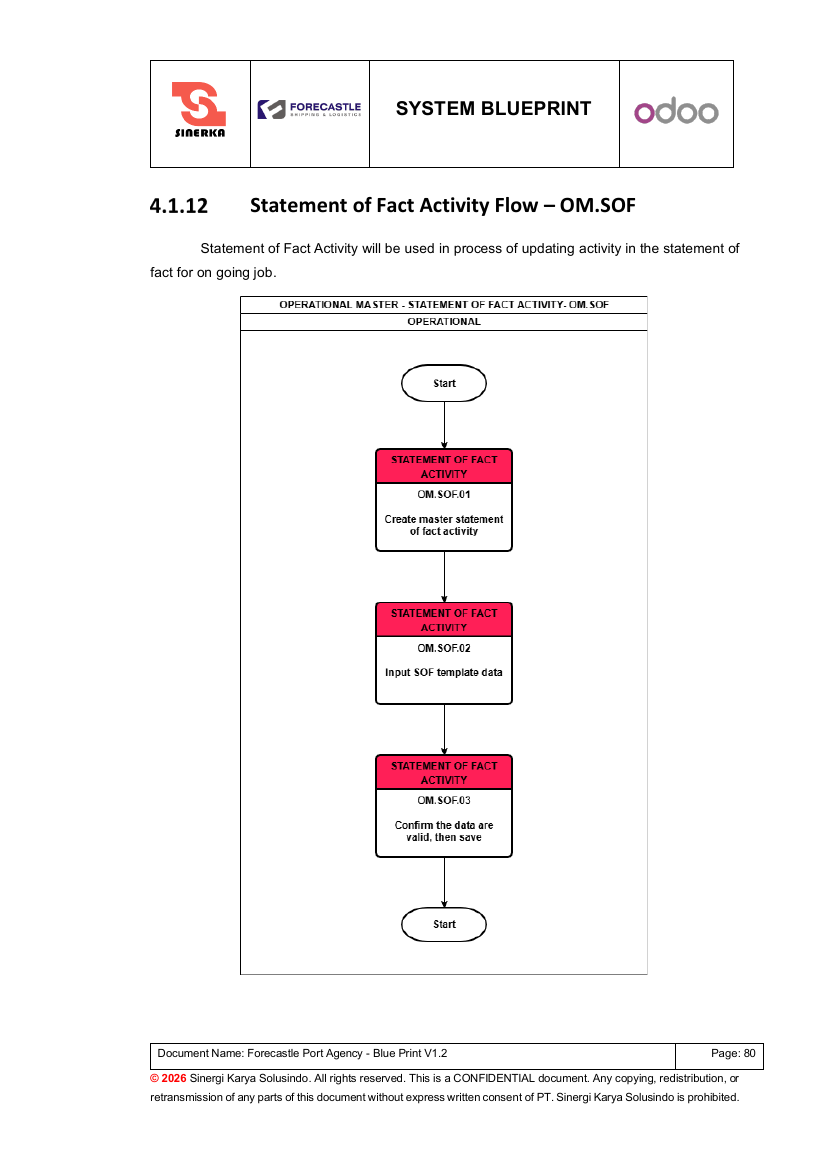 SINERKA
FORECASTLE
SHIPPING & LOGISTICS
SYSTEM BLUEPRINT
odoo
4.1.12 Statement of Fact Activity Flow – OM.SOF
Statement of Fact Activity will be used in process of updating activity in the statement of
fact for on going job.
OPERATIONAL MASTER - STATEMENT OF FACT ACTIVITY- OM.SOF
OPERATIONAL
Start
STATEMENT OF FACT
ACTIVITY
OM.SOF.01
Create master statement
of fact activity
STATEMENT OF FACT
ACTIVITY
OM.SOF.02
Input SOF template data
STATEMENT OF FACT
ACTIVITY
OM.SOF.03
Confirm the data are
valid, then save
Start
Document Name: Forecastle Port Agency - Blue Print V1.2 Page: 80
© 2026 Sinergi Karya Solusindo. All rights reserved. This is a CONFIDENTIAL document. Any copying, redistribution, or
retransmission of any parts of this document without express written consent of PT. Sinergi Karya Solusindo is prohibited.